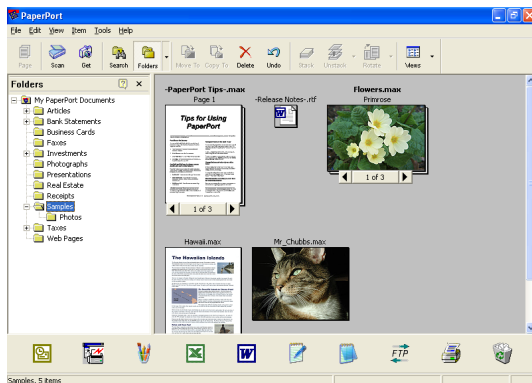 PaperPort
File Edit View Item Tools Help
Page Scan Get Search Folders Move To Copy To Delete Undo Stack Unstack Rotate Views
Folders
My PaperPort Documents
Articles
Bank Statements
Business Cards
Faxes
Investments
Photographs
Presentations
Real Estate
Receipts
Samples
Photos
Taxes
Web Pages
-PaperPort Tips-.max
Page 1
Tips for Using
PaperPort
1 of 3
-Release Notes-.rtf
Flowers.max
Primrose
1 of 3
Hawaii.max
The Hawaiian Islands
Mr_Chubbs.max
FTP
Samples, 5 items